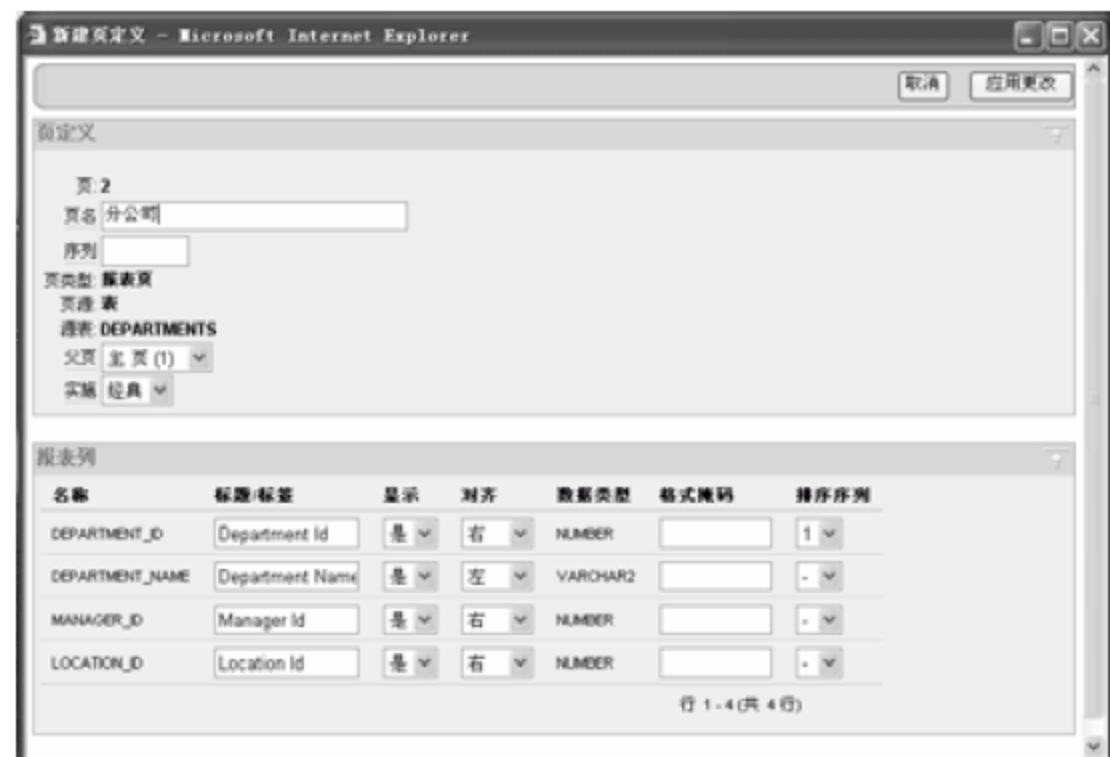 新建页定义 - Microsoft Internet Explorer
取消 应用更改
页定义
页: 2
页名 分公司
序列
页类型: 报表页
页源 表
源表: DEPARTMENTS
父页 主页 (1)
实施 经典
报表列
名称 标题/标签 显示 对齐 数据类型 格式掩码 排序序列
DEPARTMENT_ID Department Id 是 右 NUMBER 1
DEPARTMENT_NAME Department Name 是 左 VARCHAR2 -
MANAGER_ID Manager Id 是 右 NUMBER -
LOCATION_ID Location Id 是 右 NUMBER -
行 1 - 4 (共 4 行)